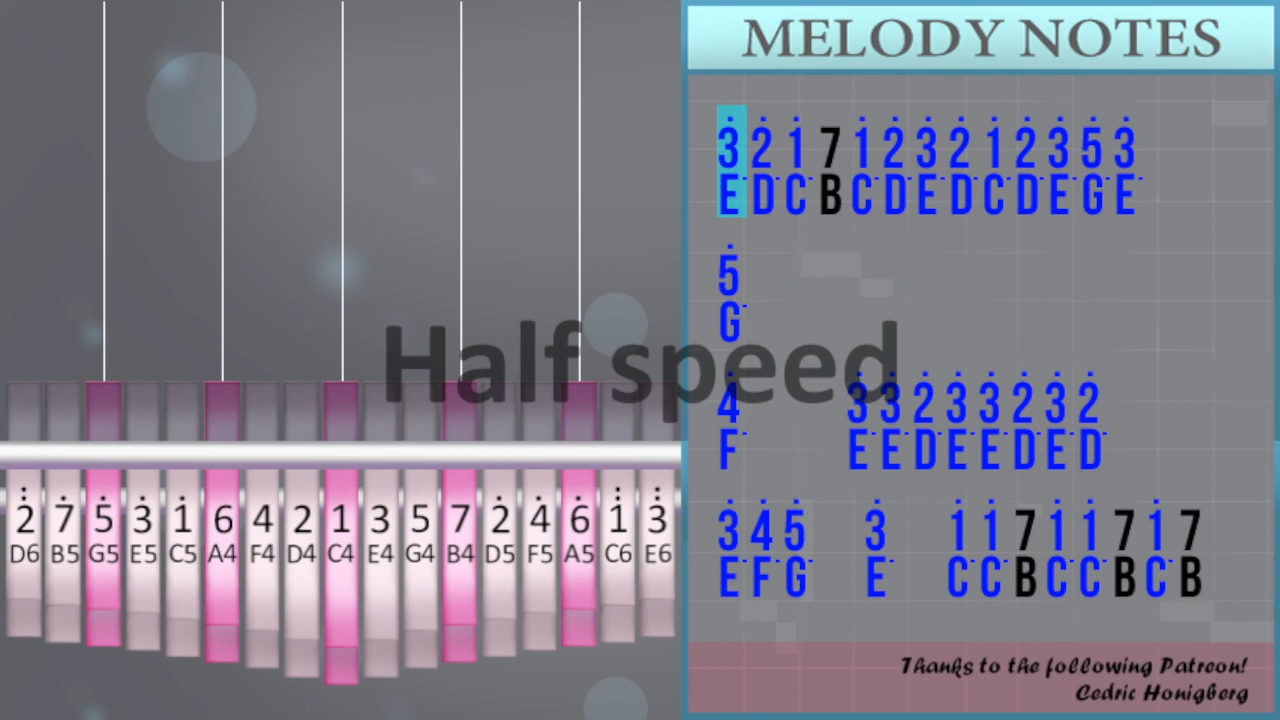 MELODY NOTES
3̇ 2̇ 1̇ 7 1̇ 2̇ 3̇ 2̇ 1̇ 2̇ 3̇ 5̇ 3̇
E˙ D˙ C˙ B C˙ D˙ E˙ D˙ C˙ D˙ E˙ G˙ E˙
5̇
G˙
Half speed
4̇ 3̇ 3̇ 2̇ 3̇ 3̇ 2̇ 3̇ 2̇
F˙ E˙ E˙ D˙ E˙ E˙ D˙ E˙ D˙
3̇ 4̇ 5̇ 3̇ 1̇ 1̇ 7 1̇ 1̇ 7 1̇ 7
E˙ F˙ G˙ E˙ C˙ C˙ B C˙ C˙ B C˙ B
2̈ 7̇ 5̇ 3̇ 1̇ 6 4 2 1 3 5 7 2̇ 4̇ 6̇ 1̈ 3̈
D6 B5 G5 E5 C5 A4 F4 D4 C4 E4 G4 B4 D5 F5 A5 C6 E6
Thanks to the following Patreon!
Cedric Honigberg